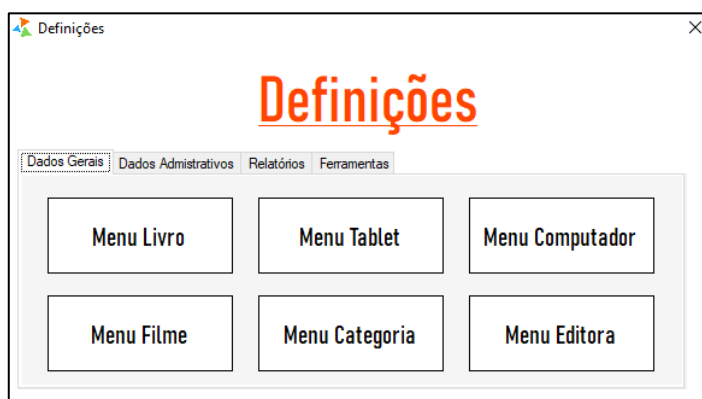 Definições
Definições
Dados Gerais Dados Admistrativos Relatórios Ferramentas
Menu Livro Menu Tablet Menu Computador
Menu Filme Menu Categoria Menu Editora